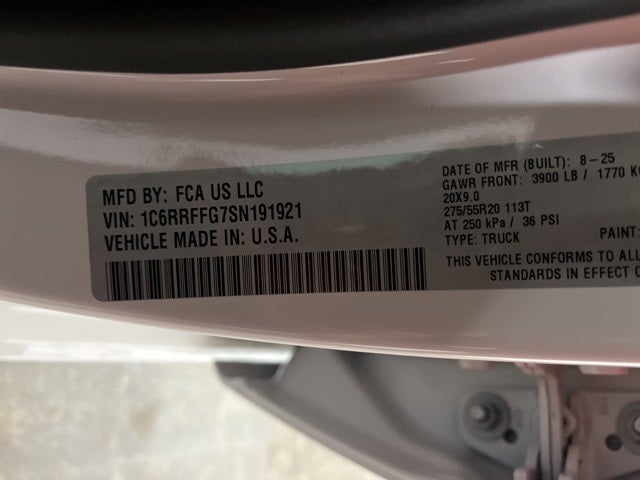 MFD BY: FCA US LLC
VIN: 1C6RRFFG7SN191921
VEHICLE MADE IN: U.S.A.
DATE OF MFR (BUILT): 8-25
GAWR FRONT: 3900 LB / 1770 K
20X9.0
275/55R20 113T
AT 250 kPa / 36 PSI
TYPE: TRUCK PAINT:
THIS VEHICLE CONFORMS TO AL
STANDARDS IN EFFECT O